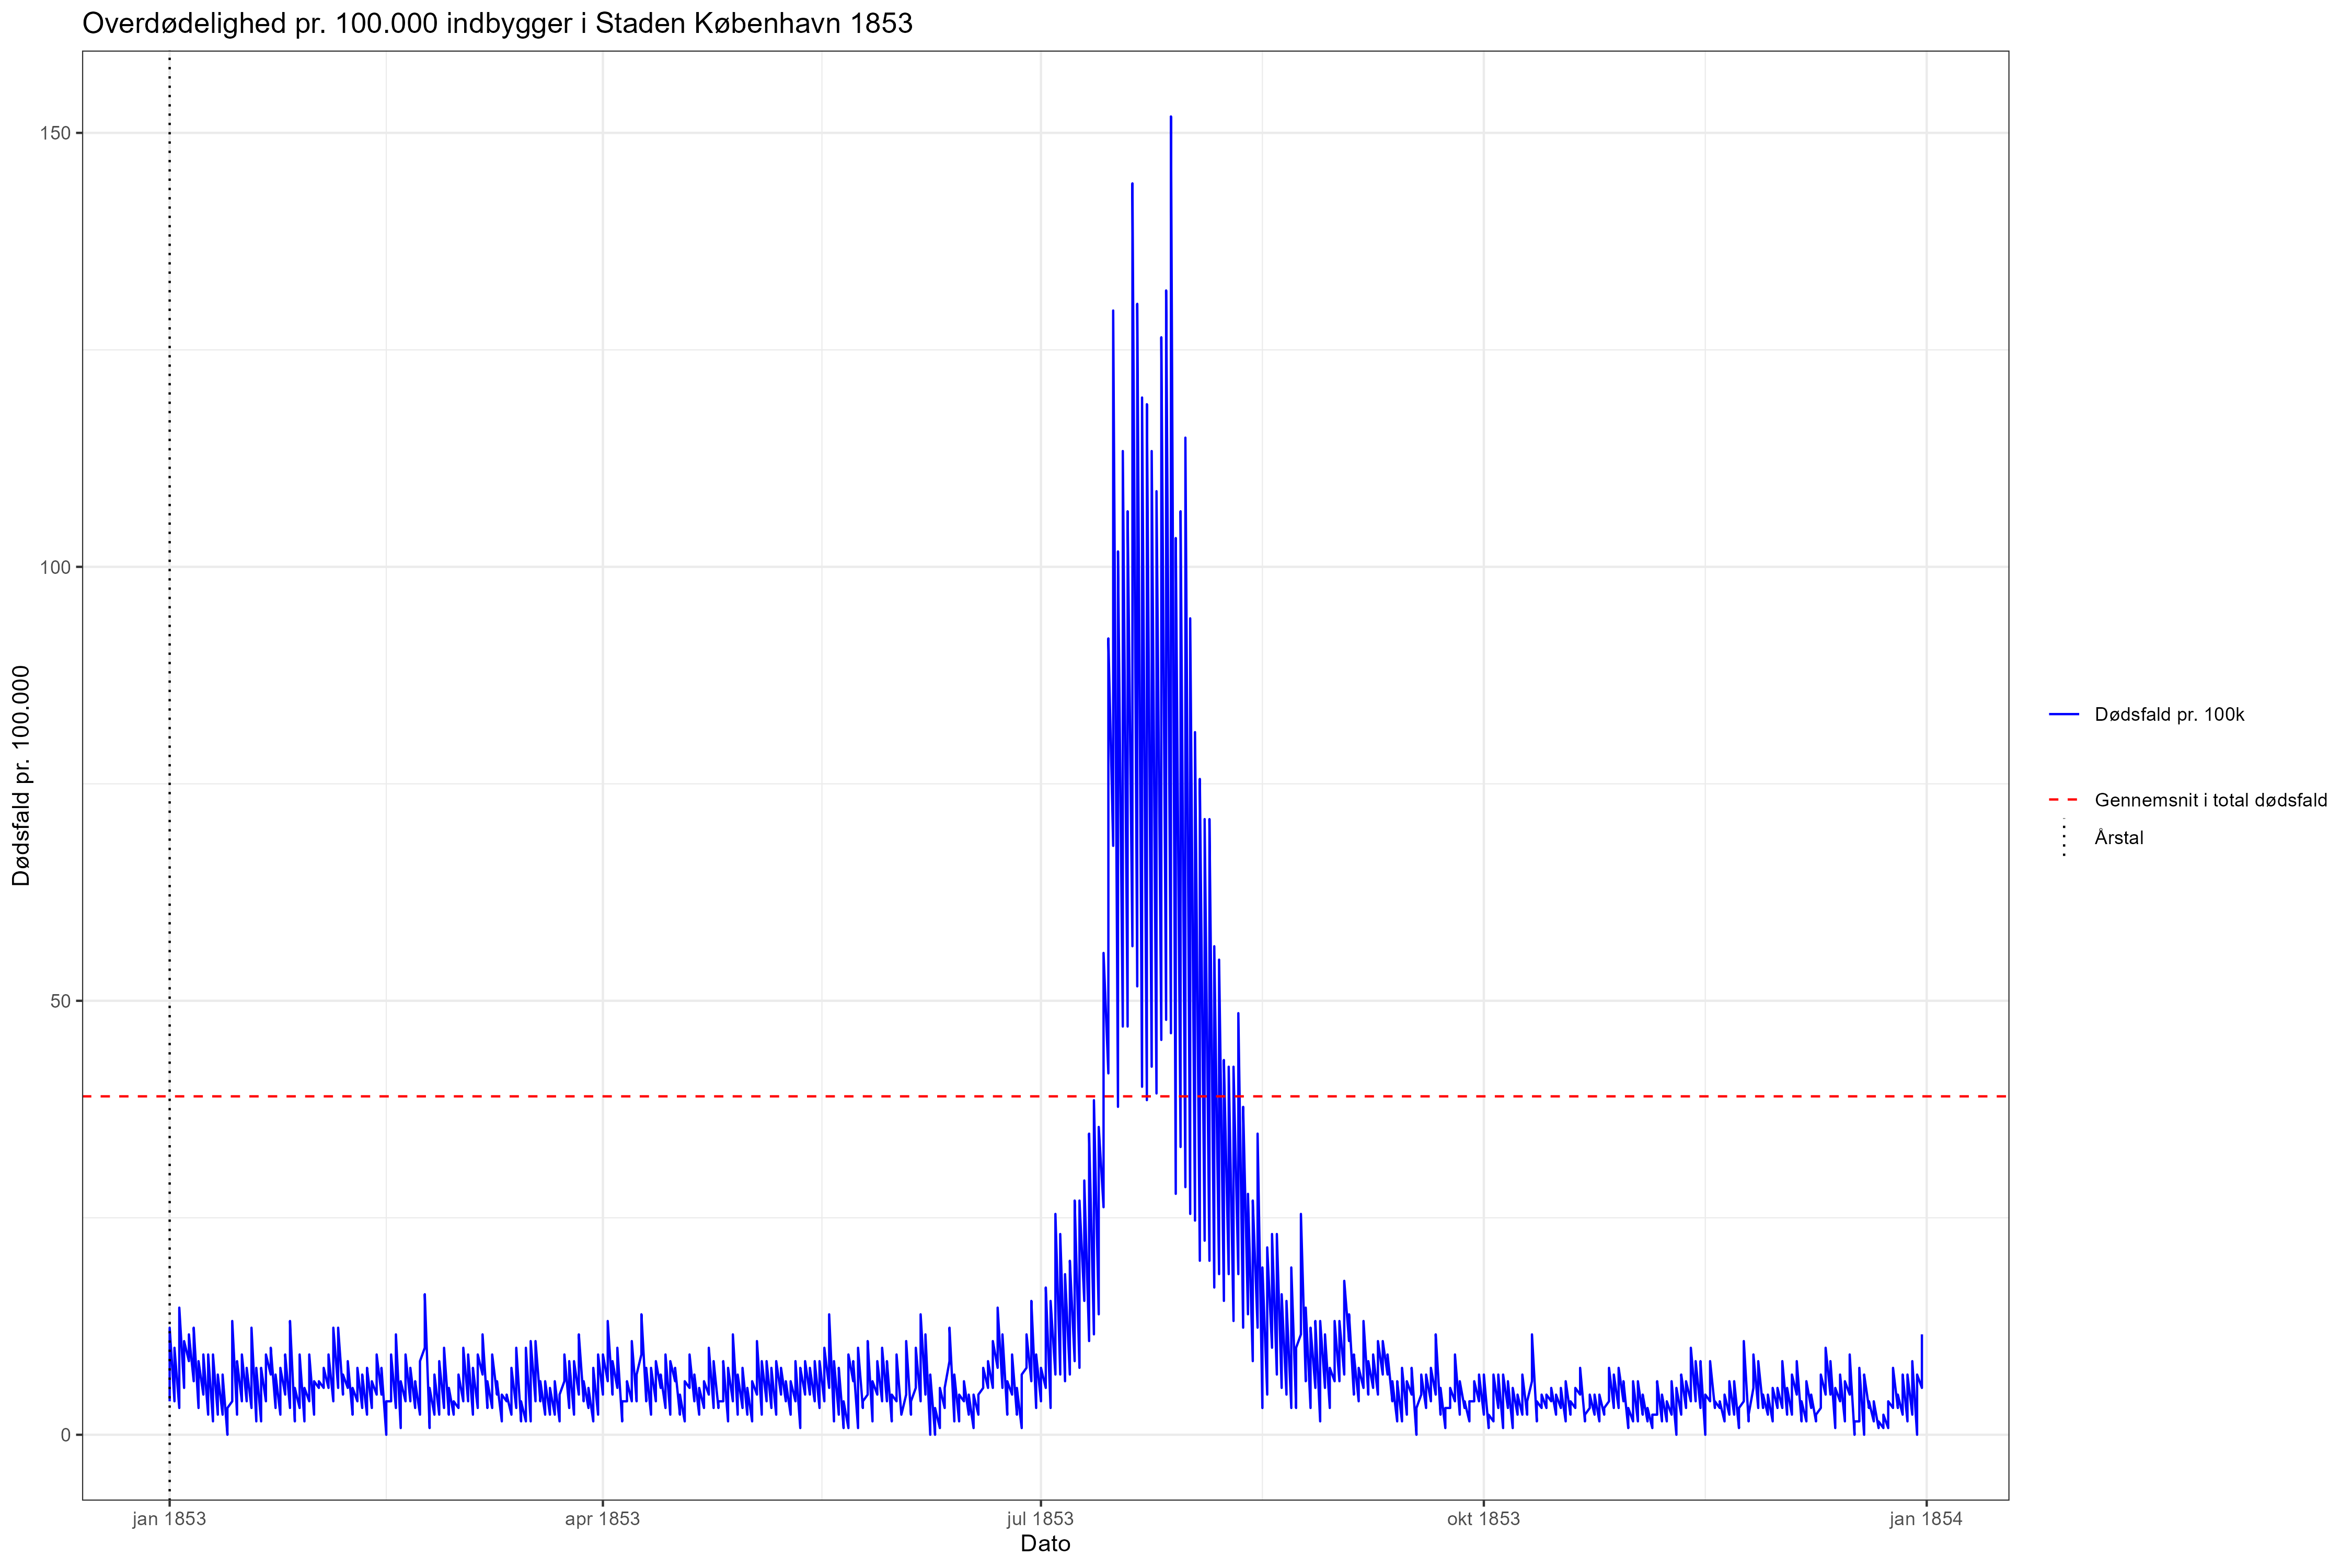 Overdødelighed pr. 100.000 indbygger i Staden København 1853
Dødsfald pr. 100.000
150
100
50
0
jan 1853
apr 1853
jul 1853
okt 1853
jan 1854
Dato
Dødsfald pr. 100k
Gennemsnit i total dødsfald
Årstal